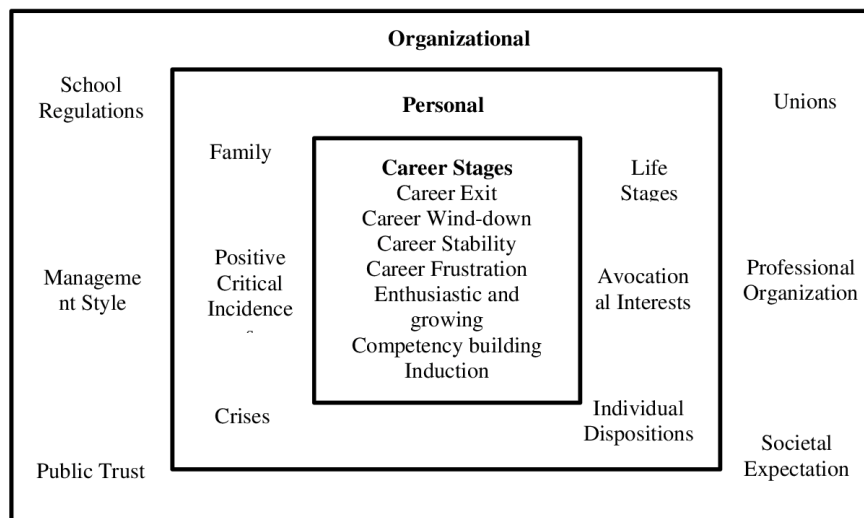 Organizational
School
Regulations
Unions
Personal
Family
Life
Stages
Career Stages
Career Exit
Career Wind-down
Career Stability
Career Frustration
Enthusiastic and
growing
Competency building
Induction
Positive
Critical
Incidence
s
Avocation
al Interests
Manageme
nt Style
Professional
Organization
Crises
Individual
Dispositions
Public Trust
Societal
Expectation